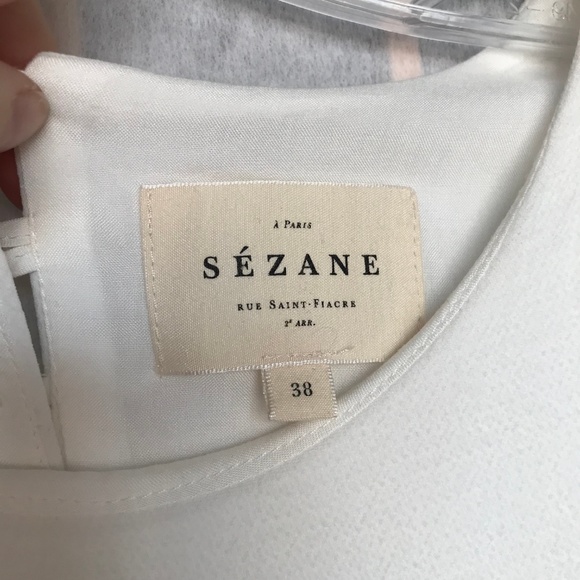 À Paris
SÉZANE
Rue Saint-Fiacre
2ᵉ Arr.
38